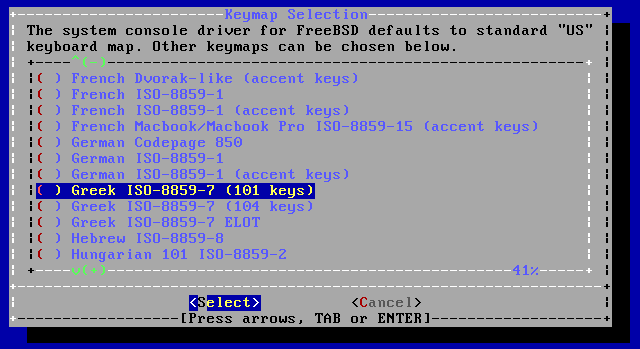 Keymap Selection
The system console driver for FreeBSD defaults to standard "US"
keyboard map. Other keymaps can be chosen below.
^(-)
( ) French Dvorak-like (accent keys)
( ) French ISO-8859-1
( ) French ISO-8859-1 (accent keys)
( ) French Macbook/Macbook Pro ISO-8859-15 (accent keys)
( ) German Codepage 850
( ) German ISO-8859-1
( ) German ISO-8859-1 (accent keys)
( ) Greek ISO-8859-7 (101 keys)
( ) Greek ISO-8859-7 (104 keys)
( ) Greek ISO-8859-7 ELOT
( ) Hebrew ISO-8859-8
( ) Hungarian 101 ISO-8859-2
v(+) 41%
<Select> <Cancel>
[Press arrows, TAB or ENTER]